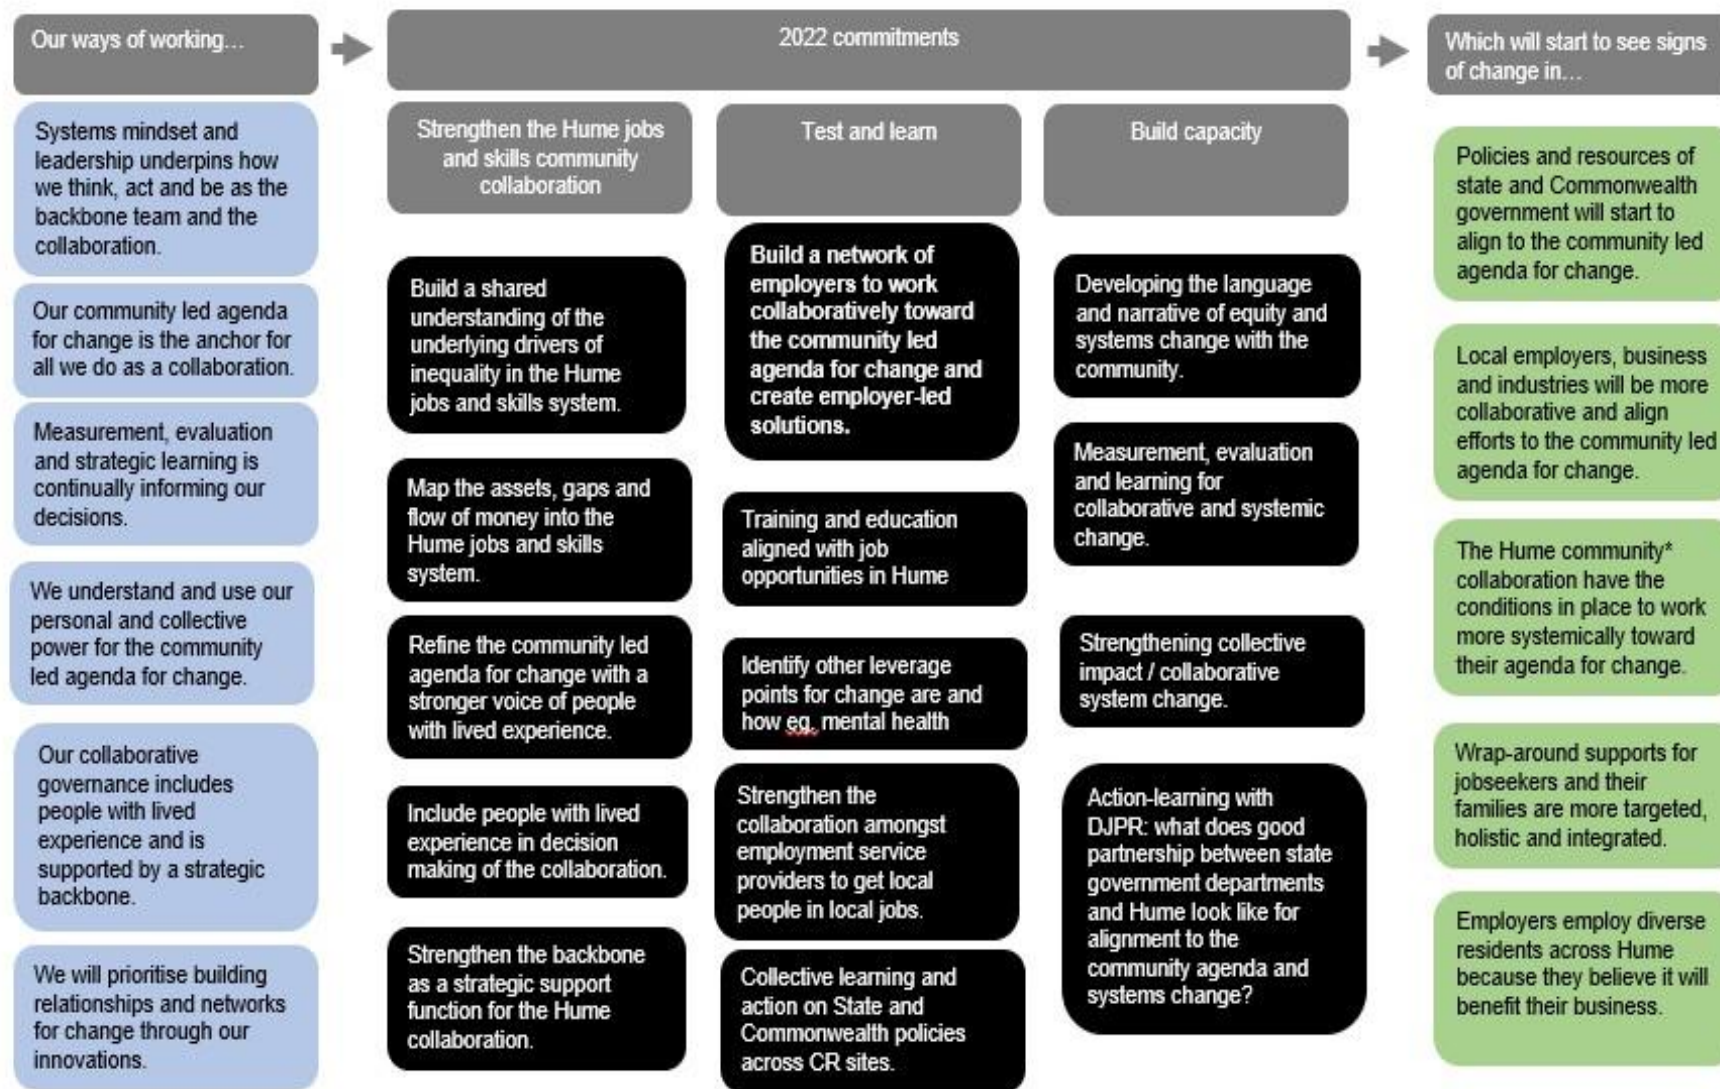 Our ways of working…
2022 commitments
Which will start to see signs
of change in…
Systems mindset and
leadership underpins how
we think, act and be as the
backbone team and the
collaboration.
Our community led agenda
for change is the anchor for
all we do as a collaboration.
Measurement, evaluation
and strategic learning is
continually informing our
decisions.
We understand and use our
personal and collective
power for the community
led agenda for change.
Our collaborative
governance includes
people with lived
experience and is
supported by a strategic
backbone.
We will prioritise building
relationships and networks
for change through our
innovations.
Strengthen the Hume jobs
and skills community
collaboration
Build a shared
understanding of the
underlying drivers of
inequality in the Hume
jobs and skills system.
Map the assets, gaps and
flow of money into the
Hume jobs and skills
system.
Refine the community led
agenda for change with a
stronger voice of people
with lived experience.
Include people with lived
experience in decision
making of the collaboration.
Strengthen the backbone
as a strategic support
function for the Hume
collaboration.
Test and learn
Build a network of
employers to work
collaboratively toward
the community led
agenda for change and
create employer-led
solutions.
Training and education
aligned with job
opportunities in Hume
Identify other leverage
points for change are and
how eg. mental health
Strengthen the
collaboration amongst
employment service
providers to get local
people in local jobs.
Collective learning and
action on State and
Commonwealth policies
across CR sites.
Build capacity
Developing the language
and narrative of equity and
systems change with the
community.
Measurement, evaluation
and learning for
collaborative and systemic
change.
Strengthening collective
impact / collaborative
system change.
Action-learning with
DJPR: what does good
partnership between state
government departments
and Hume look like for
alignment to the
community agenda and
systems change?
Policies and resources of
state and Commonwealth
government will start to
align to the community led
agenda for change.
Local employers, business
and industries will be more
collaborative and align
efforts to the community led
agenda for change.
The Hume community*
collaboration have the
conditions in place to work
more systemically toward
their agenda for change.
Wrap-around supports for
jobseekers and their
families are more targeted,
holistic and integrated.
Employers employ diverse
residents across Hume
because they believe it will
benefit their business.